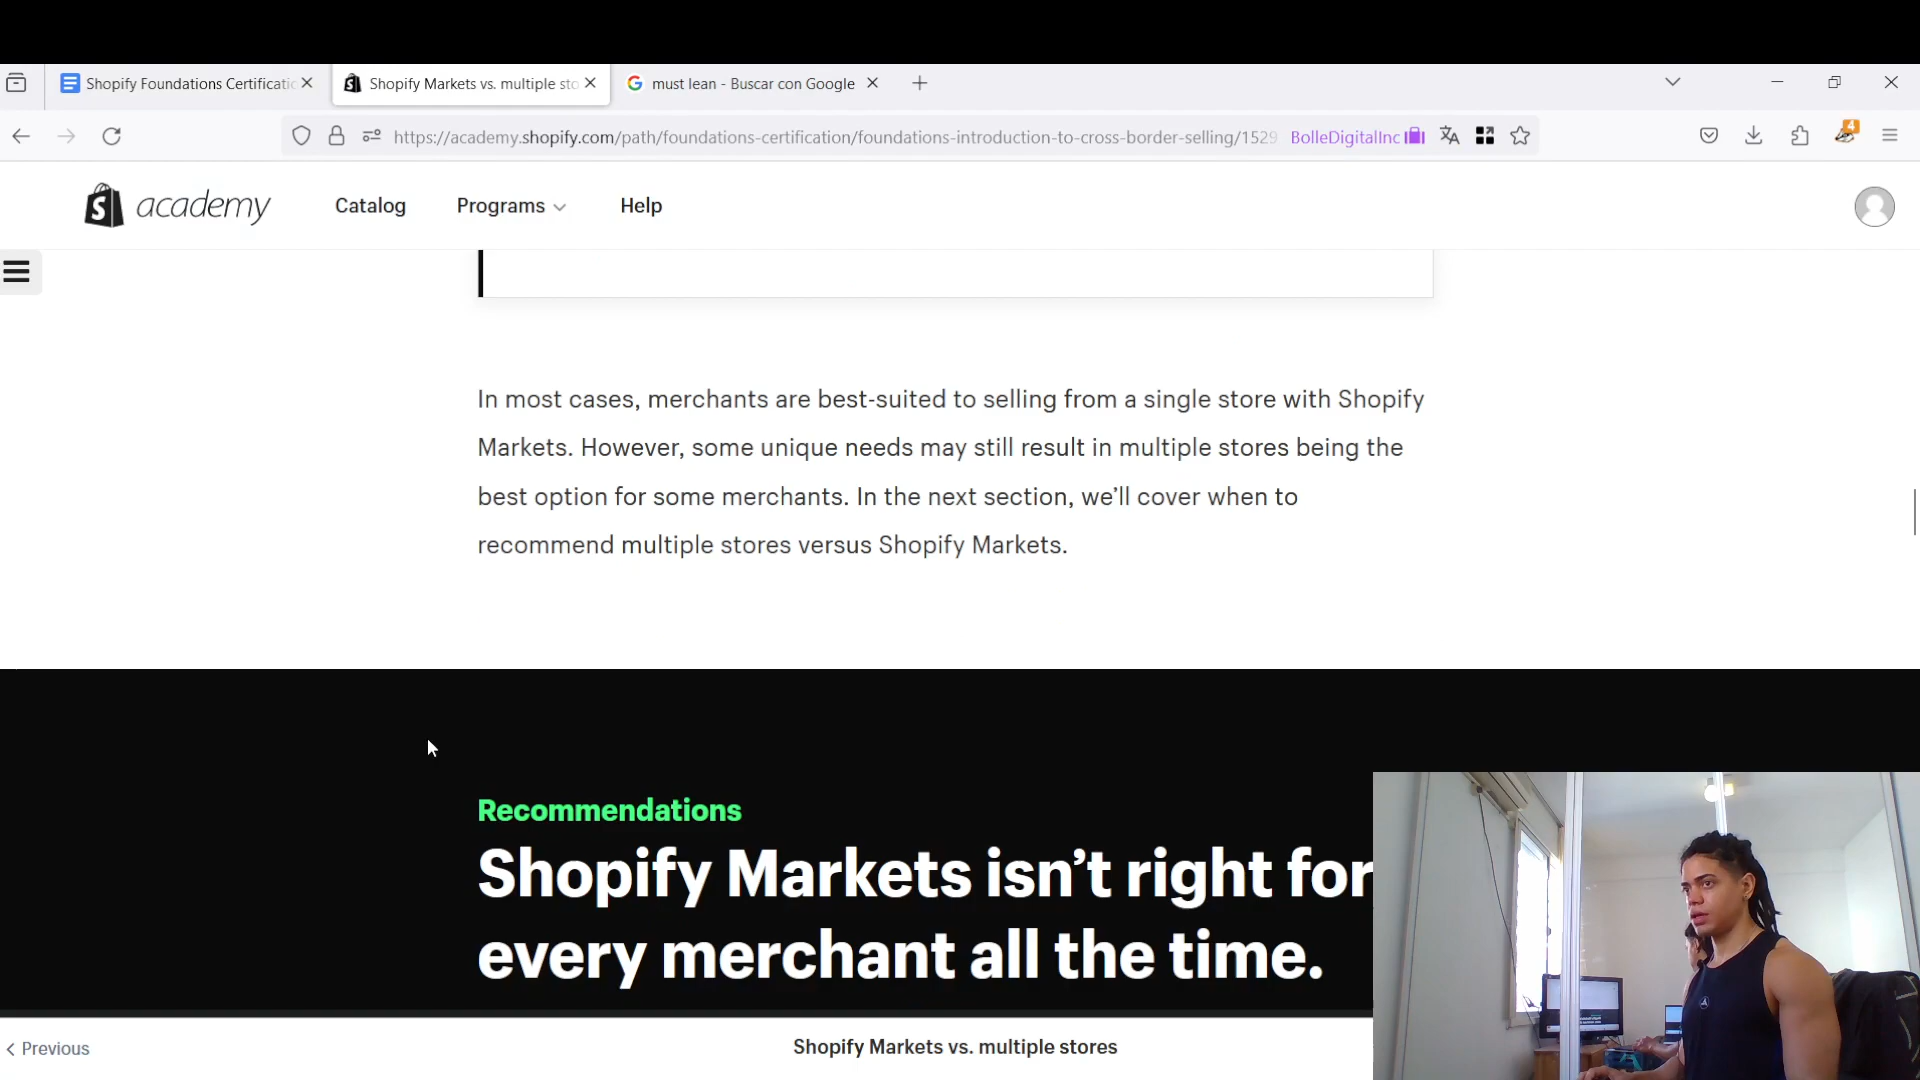 Shopify Foundations Certificatic
Shopify Markets vs. multiple sto
must lean - Buscar con Google
https://academy.shopify.com/path/foundations-certification/foundations-introduction-to-cross-border-selling/1529
BolleDigitalInc
4
academy
Catalog
Programs
Help
In most cases, merchants are best-suited to selling from a single store with Shopify
Markets. However, some unique needs may still result in multiple stores being the
best option for some merchants. In the next section, we’ll cover when to
recommend multiple stores versus Shopify Markets.
Recommendations
Shopify Markets isn’t right for
every merchant all the time.
Previous
Shopify Markets vs. multiple stores